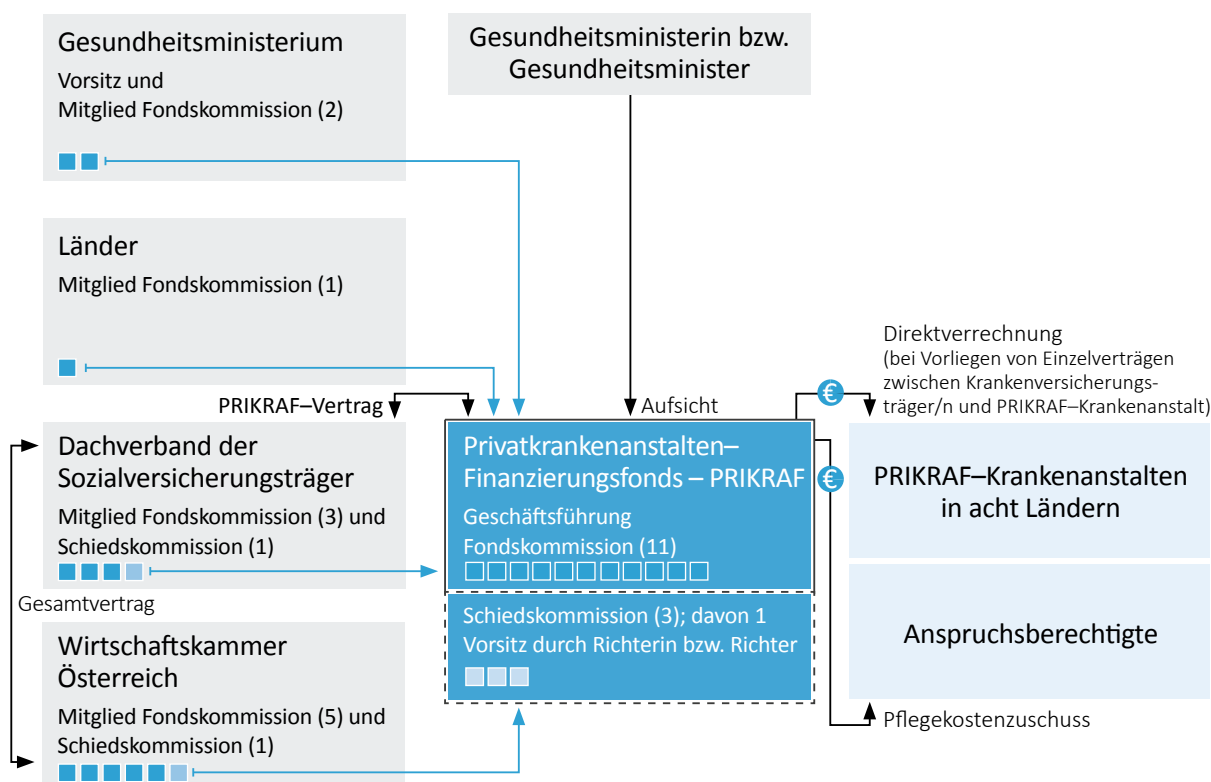 Gesundheitsministerium
Vorsitz und
Mitglied Fondskommission (2)
Gesundheitsministerin bzw.
Gesundheitsminister
Länder
Mitglied Fondskommission (1)
PRIKRAF–Vertrag
Aufsicht
Direktverrechnung
(bei Vorliegen von Einzelverträgen
zwischen Krankenversicherungs-
träger/n und PRIKRAF–Krankenanstalt)
€
€
Dachverband der
Sozialversicherungsträger
Mitglied Fondskommission (3) und
Schiedskommission (1)
Gesamtvertrag
Wirtschaftskammer
Österreich
Mitglied Fondskommission (5) und
Schiedskommission (1)
Privatkrankenanstalten–
Finanzierungsfonds – PRIKRAF
Geschäftsführung
Fondskommission (11)
Schiedskommission (3); davon 1
Vorsitz durch Richterin bzw. Richter
PRIKRAF–Krankenanstalten
in acht Ländern
Anspruchsberechtigte
Pflegekostenzuschuss